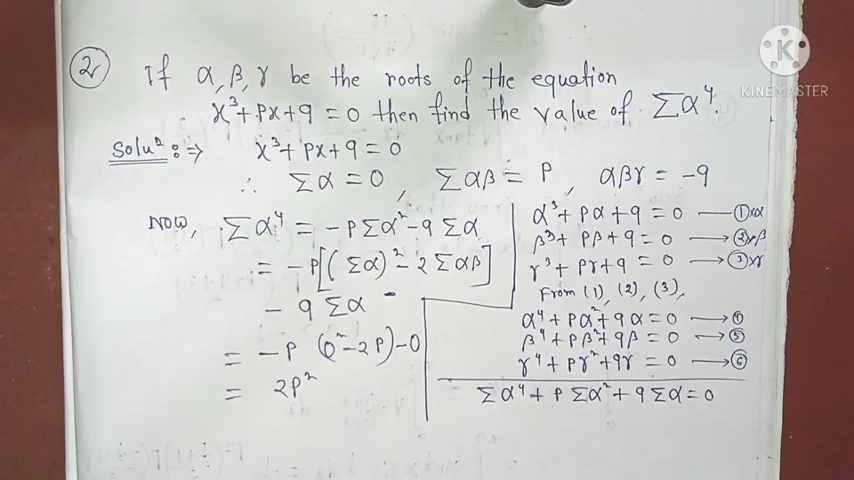 2
If α, β, γ be the roots of the equation
x³ + px + q = 0 then find the value of Σα⁴.
Soluⁿ :⇒ x³ + px + q = 0
∴ Σα = 0, Σαβ = p, αβγ = -q
Now, Σα⁴ = -pΣα² - qΣα
= -p[(Σα)² - 2Σαβ]
- qΣα
= -p (0² - 2p) - 0
= 2p²
α³ + pα + q = 0 → ① ×α
β³ + pβ + q = 0 → ② ×β
γ³ + pγ + q = 0 → ③ ×γ
From (1), (2), (3),
α⁴ + pα² + qα = 0 → ④
β⁴ + pβ² + qβ = 0 → ⑤
γ⁴ + pγ² + qγ = 0 → ⑥
Σα⁴ + pΣα² + qΣα = 0
KINEMASTER